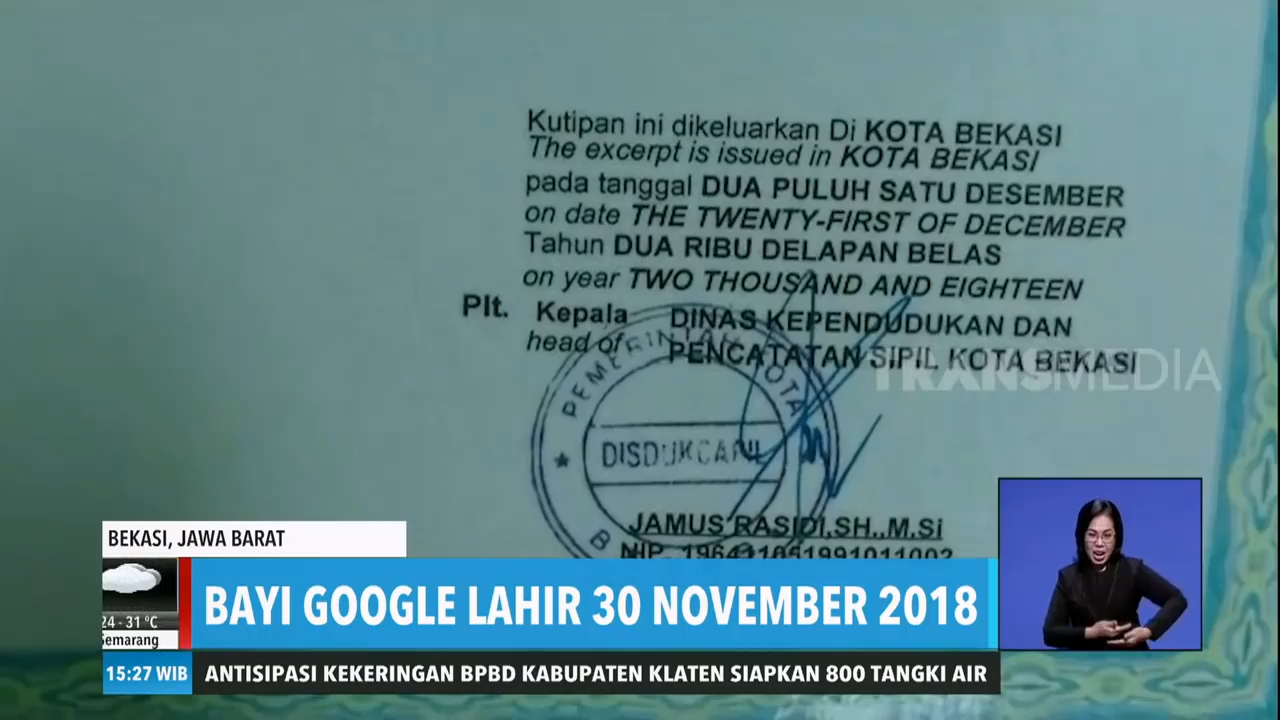 Kutipan ini dikeluarkan Di KOTA BEKASI
The excerpt is issued in KOTA BEKASI
pada tanggal DUA PULUH SATU DESEMBER
on date THE TWENTY-FIRST OF DECEMBER
Tahun DUA RIBU DELAPAN BELAS
on year TWO THOUSAND AND EIGHTEEN
Plt. Kepala DINAS KEPENDUDUKAN DAN
head of PENCATATAN SIPIL KOTA BEKASI
TRANSMEDIA
PEMERINTAH KOTA
DISDUKCAPIL
JAMUS RASIDI,SH.,M.Si
NIP.
BEKASI, JAWA BARAT
24 - 31 °C
Semarang
BAYI GOOGLE LAHIR 30 NOVEMBER 2018
15:27 WIB
ANTISIPASI KEKERINGAN BPBD KABUPATEN KLATEN SIAPKAN 800 TANGKI AIR